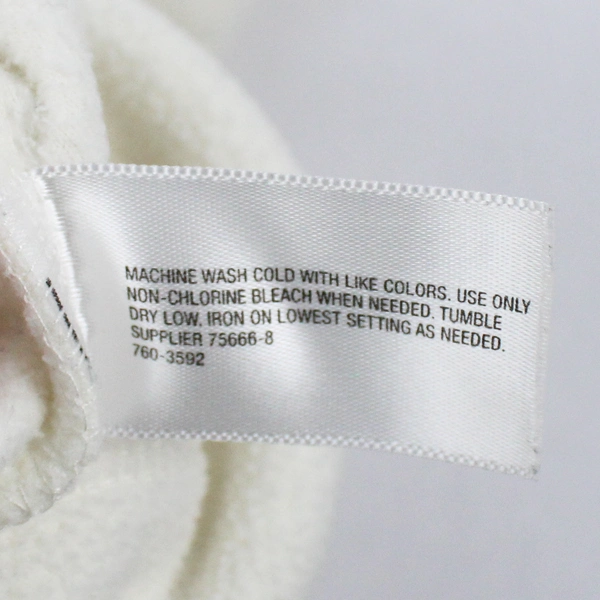 MACHINE WASH COLD WITH LIKE COLORS. USE ONLY
NON-CHLORINE BLEACH WHEN NEEDED. TUMBLE
DRY LOW, IRON ON LOWEST SETTING AS NEEDED.
SUPPLIER 75666-8
760-3592